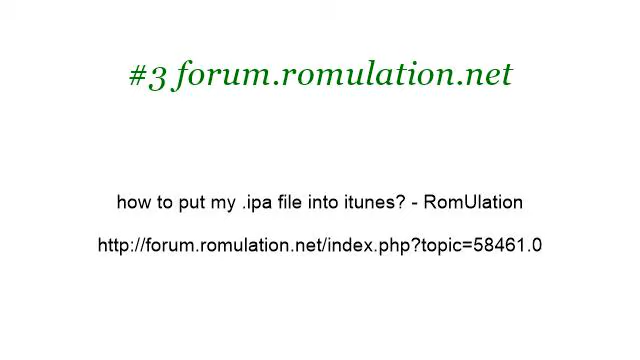 #3 forum.romulation.net
how to put my .ipa file into itunes? - RomUlation
http://forum.romulation.net/index.php?topic=58461.0